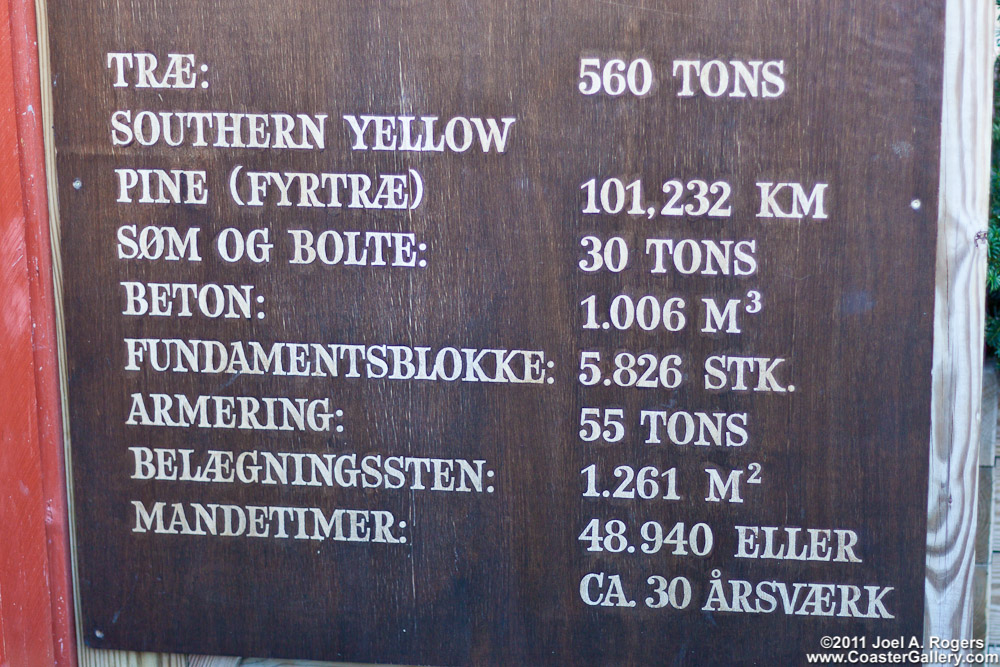 TRÆ: 560 TONS
SOUTHERN YELLOW
PINE (FYRTRÆ) 101,232 KM
SØM OG BOLTE: 30 TONS
BETON: 1.006 M³
FUNDAMENTSBLOKKE: 5.826 STK.
ARMERING: 55 TONS
BELÆGNINGSSTEN: 1.261 M²
MANDETIMER: 48.940 ELLER
CA. 30 ÅRSVÆRK
©2011 Joel A. Rogers
www.CoasterGallery.com